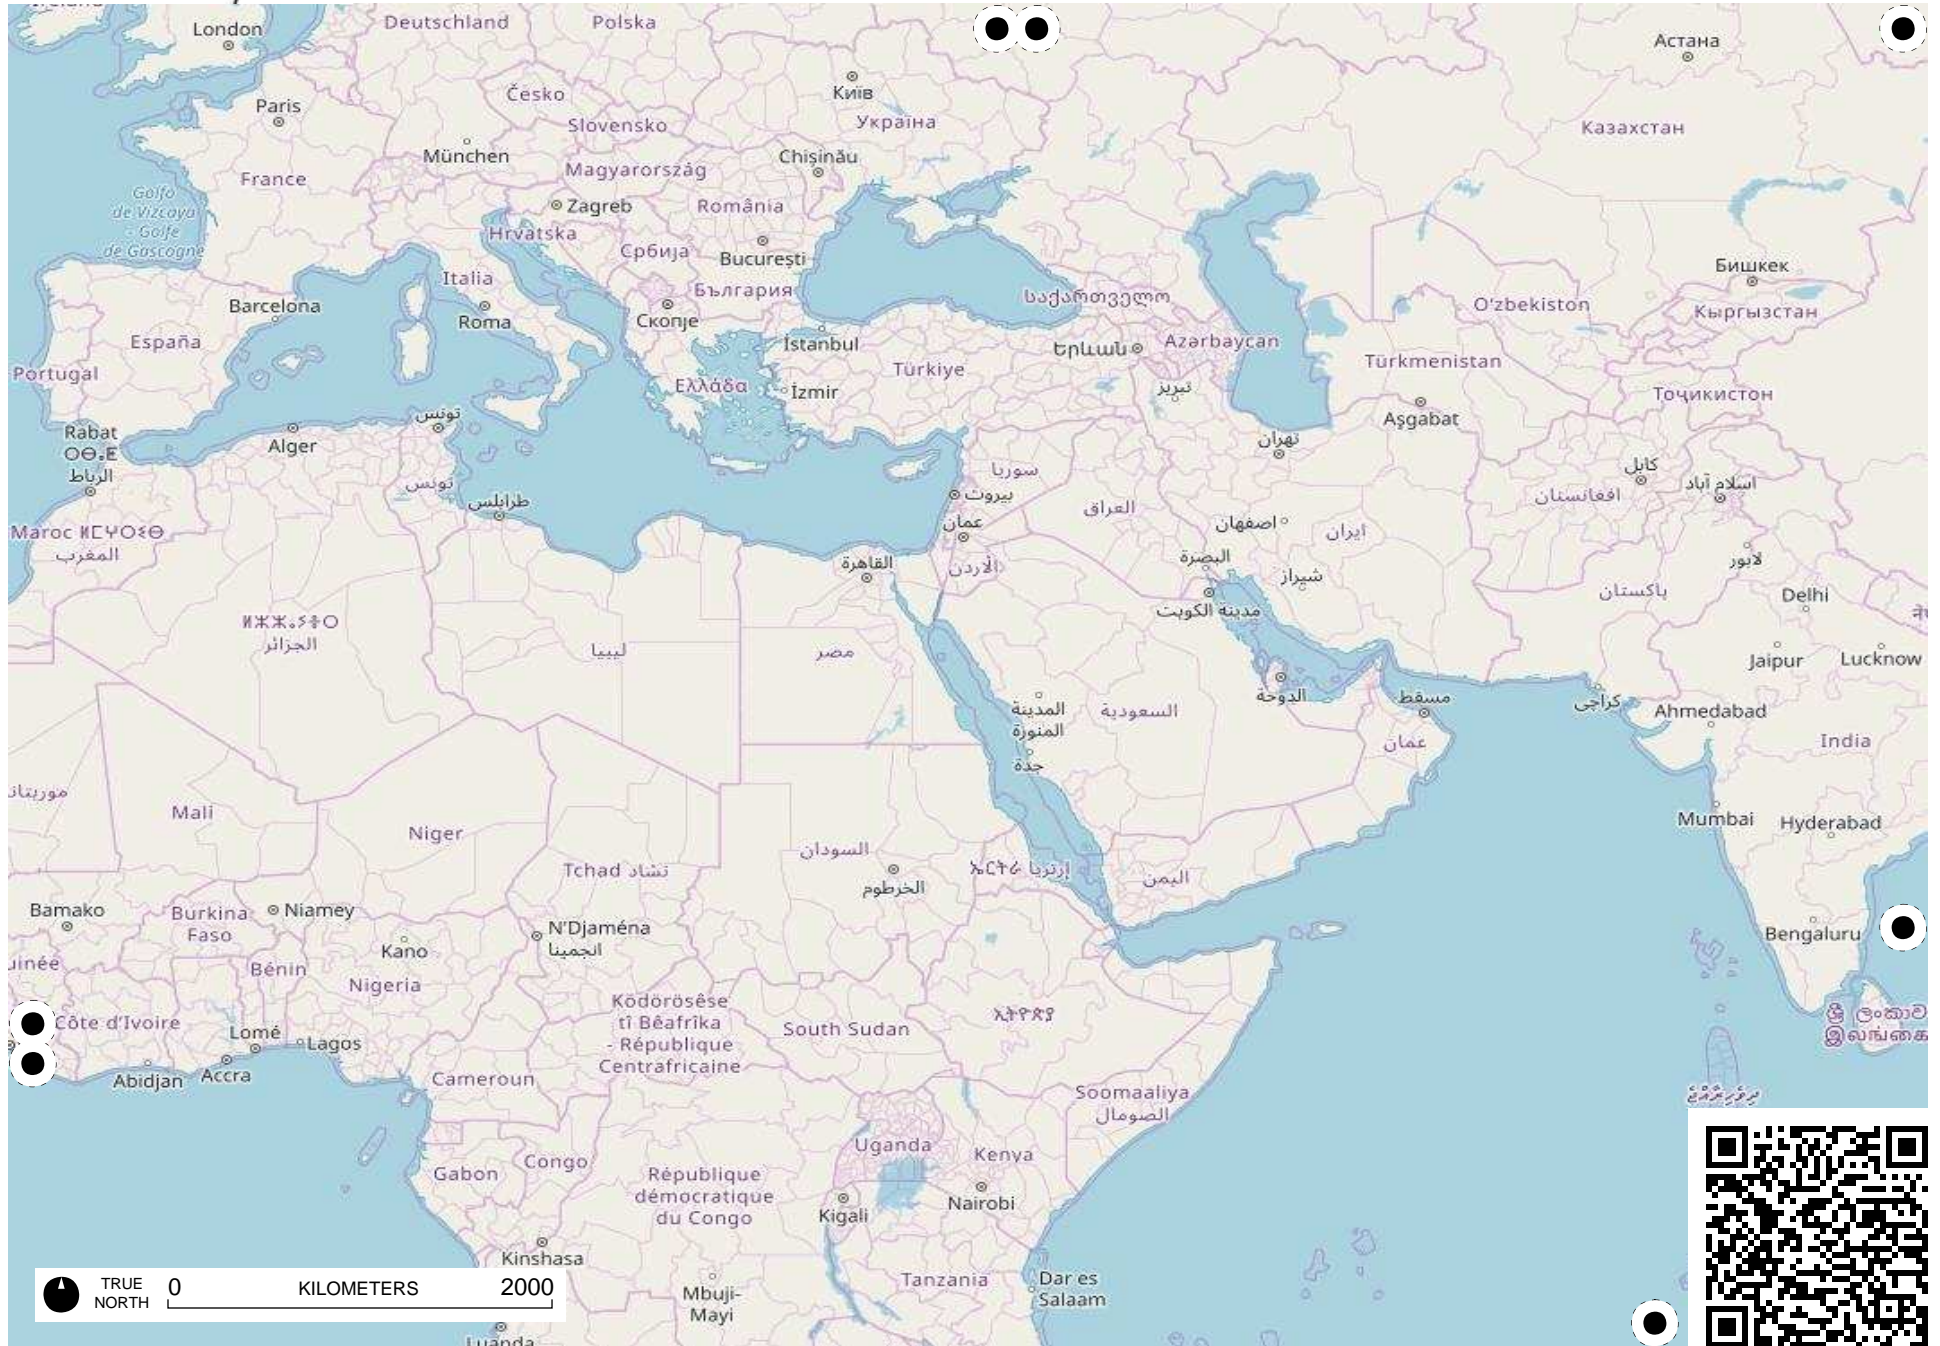 London
Deutschland
Polska
Астана
Київ
Україна
Česko
Paris
Slovensko
Казахстан
München
Chișinău
Magyarország
France
Golfo
de Vizcaya
- Golfe
de Gascogne
Zagreb
România
Hrvatska
Србија
București
Бишкек
Italia
България
საქართველო
O'zbekiston
Кыргызстан
Barcelona
Roma
Скопје
España
İstanbul
Երևան
Azərbaycan
Türkmenistan
Portugal
Türkiye
Ελλάδα
İzmir
تبریز
Тоҷикистон
Aşgabat
تونس
Rabat
ⵔⴱⴰⵟ
الرباط
Alger
تهران
سوريا
كابل
اسلام آباد
تونس
طرابلس
بيروت
العراق
افغانستان
عمان
اصفهان
ایران
Maroc ⵍⵎⵖⵔⵉⴱ
المغرب
القاهرة
الأردن
البصرة
شیراز
لاہور
مدينة الكويت
پاکستان
Delhi
ⵍⵣⵣⴰⵢⴻⵔ
الجزائر
ليبيا
مصر
Jaipur
Lucknow
المدينة
المنورة
السعودية
الدوحة
مسقط
کراچی
Ahmedabad
عمان
India
جدة
Mali
Niger
Mumbai
Hyderabad
السودان
Tchad تشاد
ኤርትራ إرتريا
اليمن
الخرطوم
Bamako
Burkina
Faso
Niamey
N'Djaména
انجمينا
Kano
Bengaluru
Bénin
Nigeria
Ködörösêse
tî Bêafrîka
- République
Centrafricaine
South Sudan
ኢትዮጵያ
Côte d'Ivoire
Lomé
Lagos
Abidjan
Accra
Cameroun
Soomaaliya
الصومال
ދިވެހިރާއްޖެ
Uganda
Kenya
Gabon
Congo
République
démocratique
du Congo
Kigali
Nairobi
Kinshasa
Tanzania
Dar es
Salaam
Mbuji-
Mayi
TRUE
NORTH
0
KILOMETERS
2000